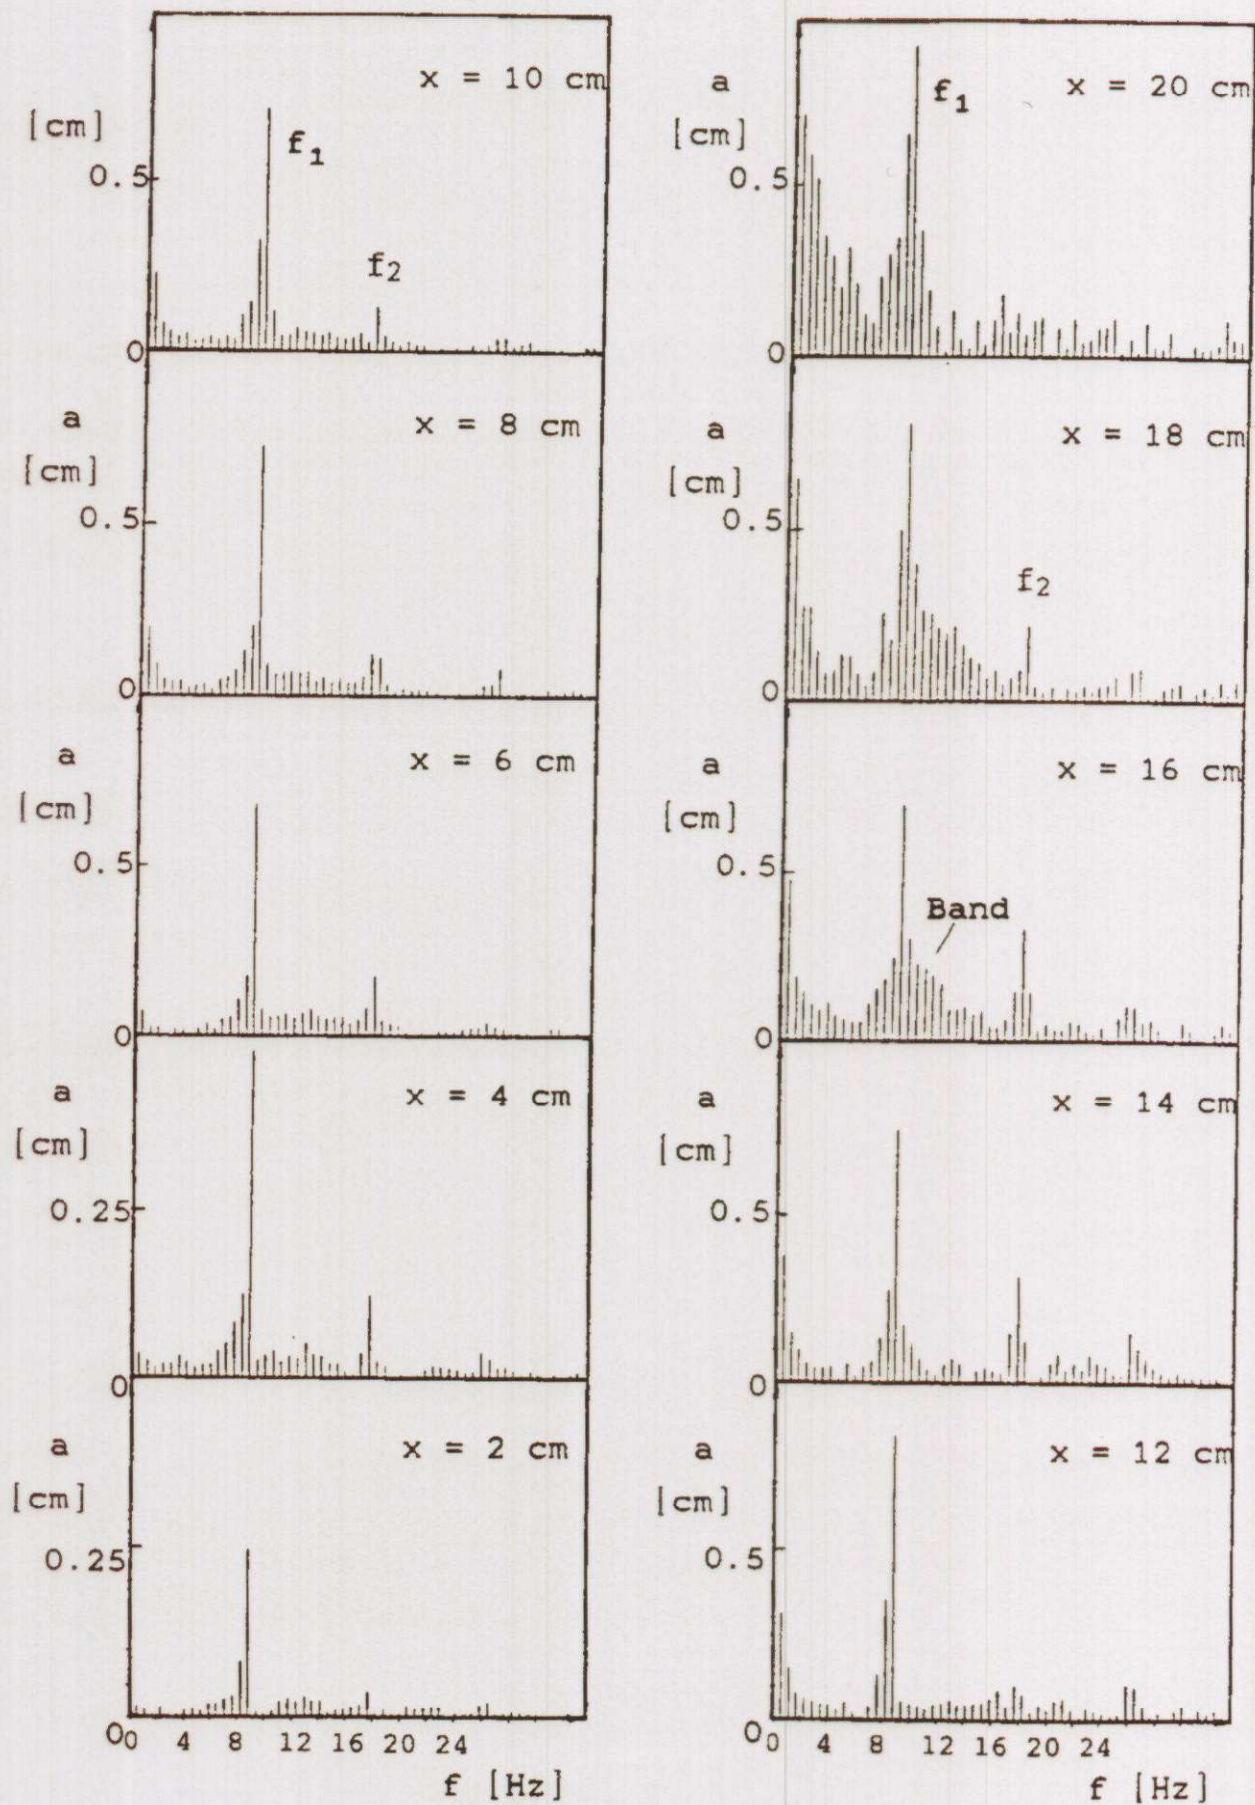 x = 10 cm
[cm]
f1
0.5
f2
0
a
x = 8 cm
[cm]
0.5
0
a
x = 6 cm
[cm]
0.5
0
a
x = 4 cm
[cm]
0.25
0
a
x = 2 cm
[cm]
0.25
0
0 4 8 12 16 20 24
f [Hz]
a
x = 20 cm
f1
[cm]
0.5
0
a
x = 18 cm
[cm]
0.5
f2
0
a
x = 16 cm
[cm]
0.5
Band
0
a
x = 14 cm
[cm]
0.5
0
a
x = 12 cm
[cm]
0.5
0
0 4 8 12 16 20 24
f [Hz]